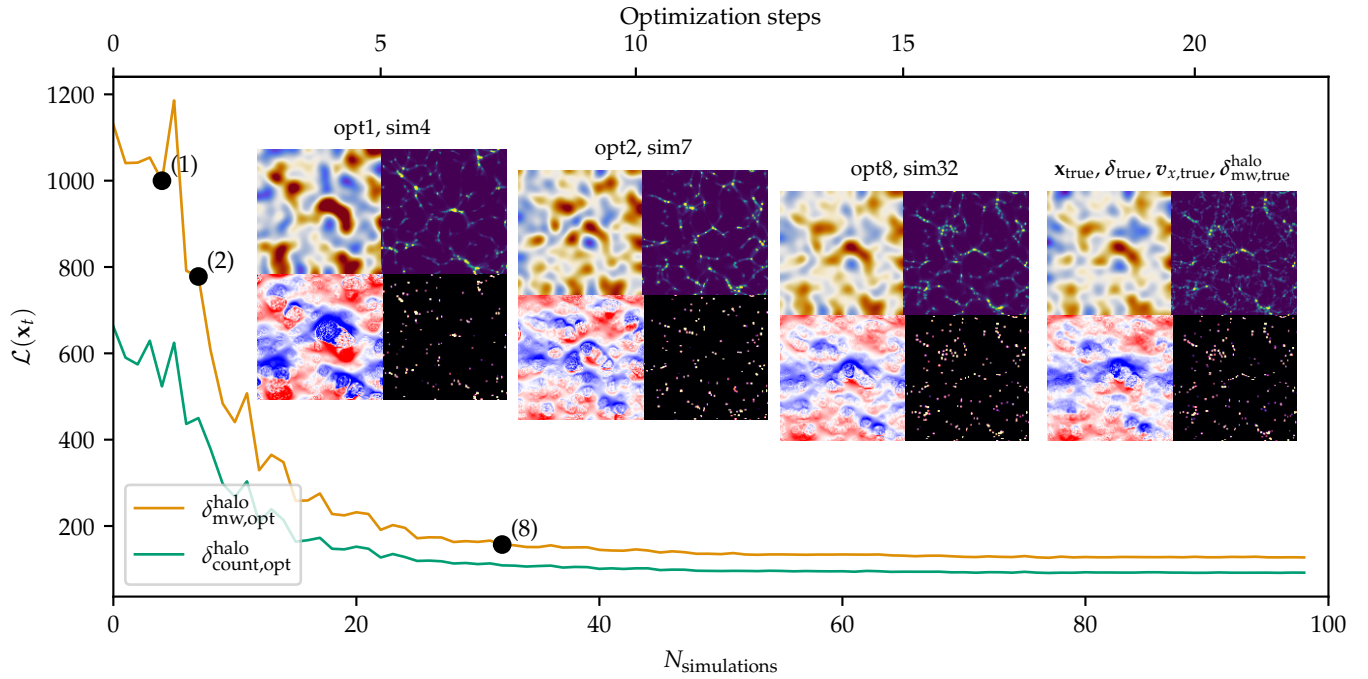 Optimization steps
0 5 10 15 20
1200
1000
800
600
400
200
ℒ(𝐱ₜ)
opt1, sim4
opt2, sim7
opt8, sim32
𝐱_true, δ_true, v_x,true, δ^halo_mw,true
(1)
(2)
(8)
δ^halo_mw,opt
δ^halo_count,opt
0 20 40 60 80 100
N_simulations